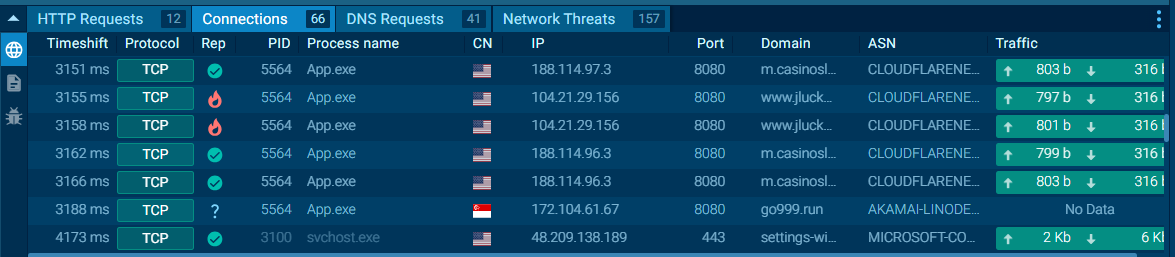 HTTP Requests 12 Connections 66 DNS Requests 41 Network Threats 157
Timeshift Protocol Rep PID Process name CN IP Port Domain ASN Traffic
3151 ms TCP 5564 App.exe 188.114.97.3 8080 m.casinosl... CLOUDFLARENE... 803 b 316 b
3155 ms TCP 5564 App.exe 104.21.29.156 8080 www.jluck... CLOUDFLARENE... 797 b 316 b
3158 ms TCP 5564 App.exe 104.21.29.156 8080 www.jluck... CLOUDFLARENE... 801 b 316 b
3162 ms TCP 5564 App.exe 188.114.96.3 8080 m.casinosl... CLOUDFLARENE... 799 b 316 b
3166 ms TCP 5564 App.exe 188.114.96.3 8080 m.casinosl... CLOUDFLARENE... 803 b 316 b
3188 ms TCP ? 5564 App.exe 172.104.61.67 8080 go999.run AKAMAI-LINODE... No Data
4173 ms TCP 3100 svchost.exe 48.209.138.189 443 settings-wi... MICROSOFT-CO... 2 Kb 6 Kb